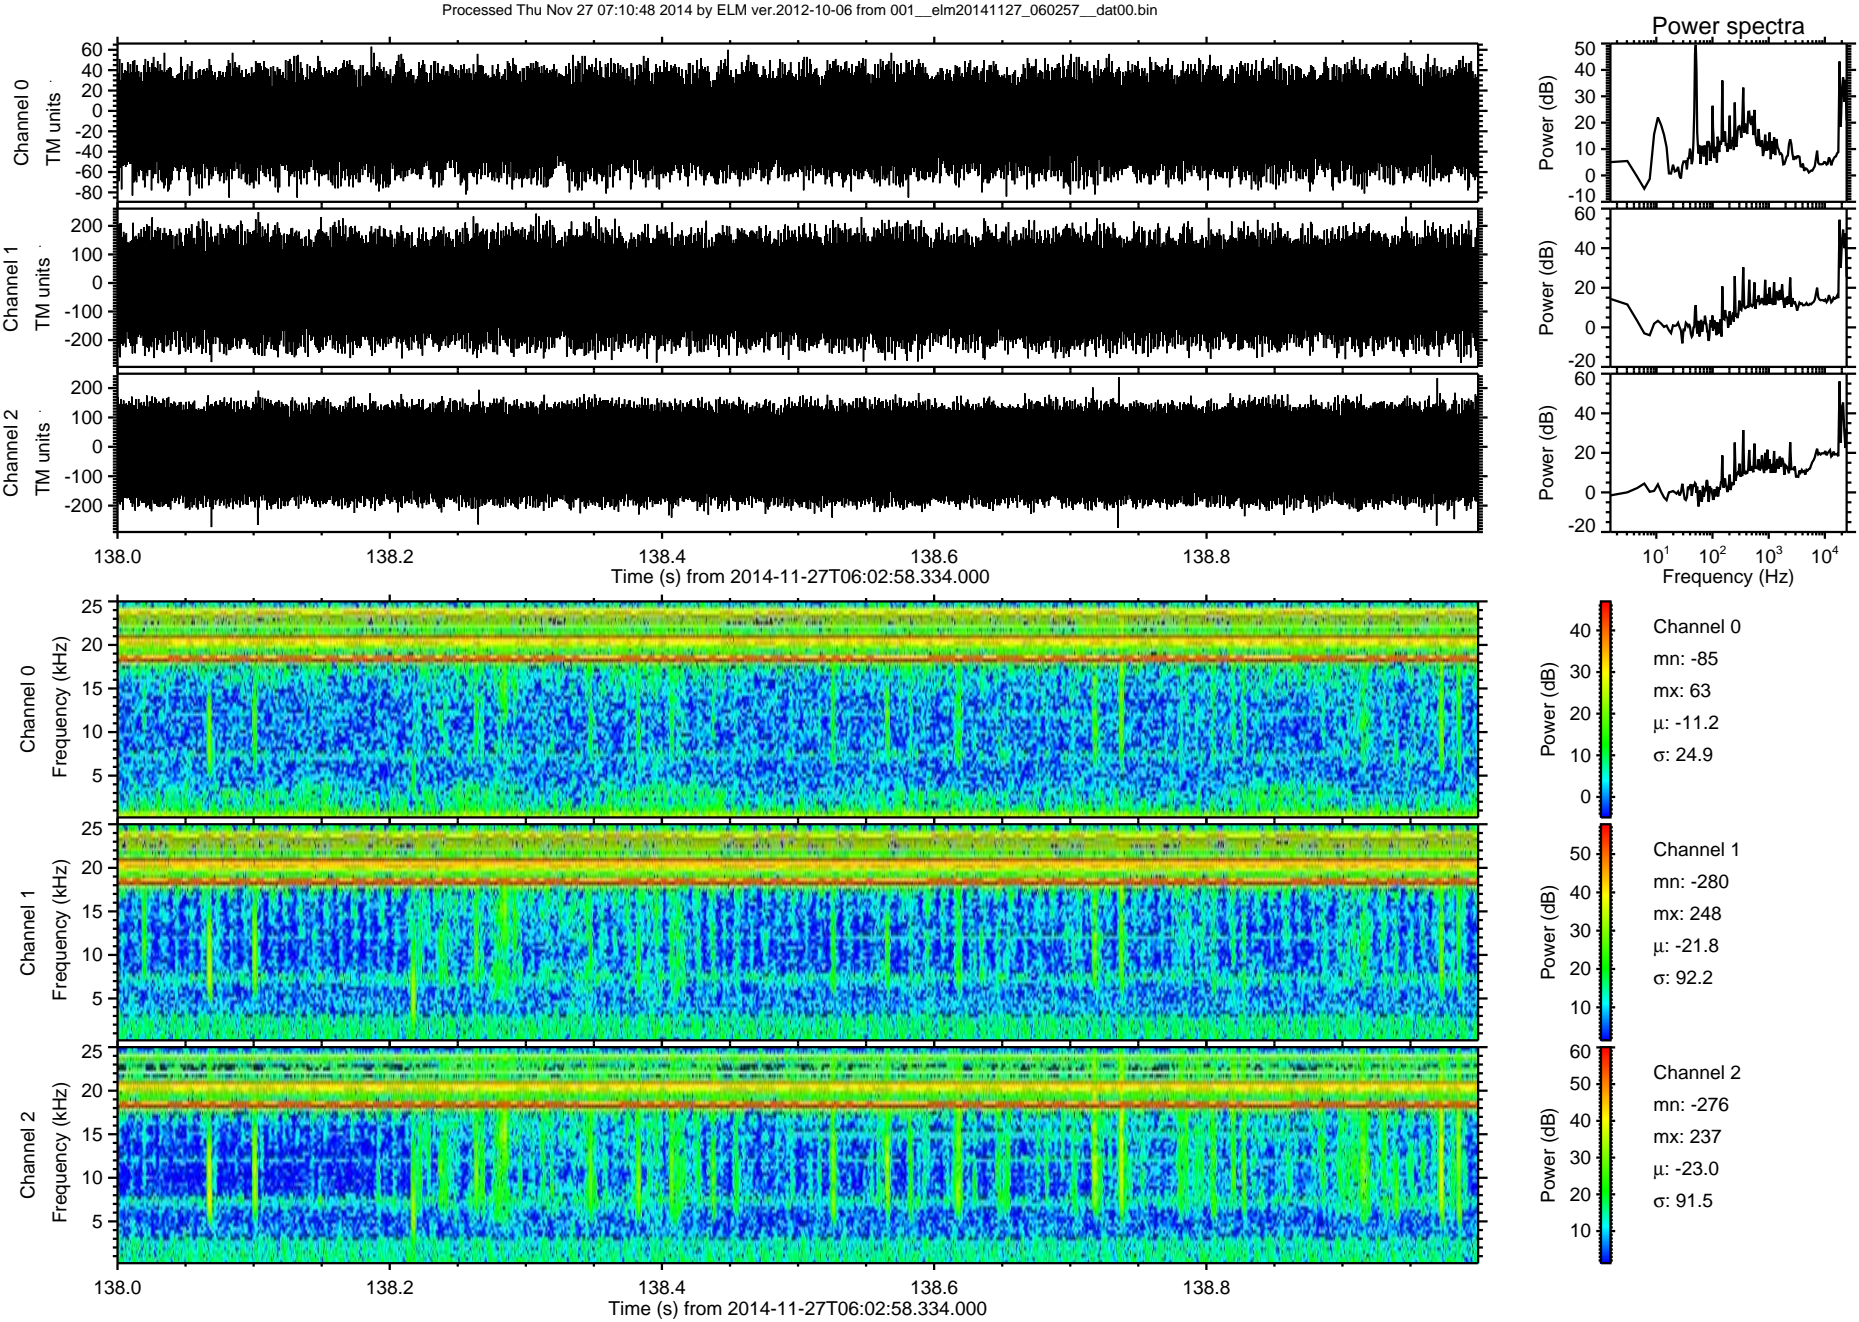 Processed Thu Nov 27 07:10:48 2014 by ELM ver.2012-10-06 from 001__elm20141127_060257__dat00.bin
Power spectra
Channel 0
TM units
60
40
20
0
-20
-40
-60
-80
Power (dB)
50
40
30
20
10
0
-10
Channel 1
TM units
200
100
0
-100
-200
Power (dB)
60
40
20
0
-20
Channel 2
TM units
200
100
0
-100
-200
Power (dB)
60
40
20
0
-20
138.0 138.2 138.4 138.6 138.8
Time (s) from 2014-11-27T06:02:58.334.000
10¹ 10² 10³ 10⁴
Frequency (Hz)
Channel 0
Frequency (kHz)
25
20
15
10
5
Power (dB)
40
30
20
10
0
Channel 0
mn: -85
mx: 63
μ: -11.2
σ: 24.9
Channel 1
Frequency (kHz)
25
20
15
10
5
Power (dB)
50
40
30
20
10
Channel 1
mn: -280
mx: 248
μ: -21.8
σ: 92.2
Channel 2
Frequency (kHz)
25
20
15
10
5
Power (dB)
60
50
40
30
20
10
Channel 2
mn: -276
mx: 237
μ: -23.0
σ: 91.5
138.0 138.2 138.4 138.6 138.8
Time (s) from 2014-11-27T06:02:58.334.000